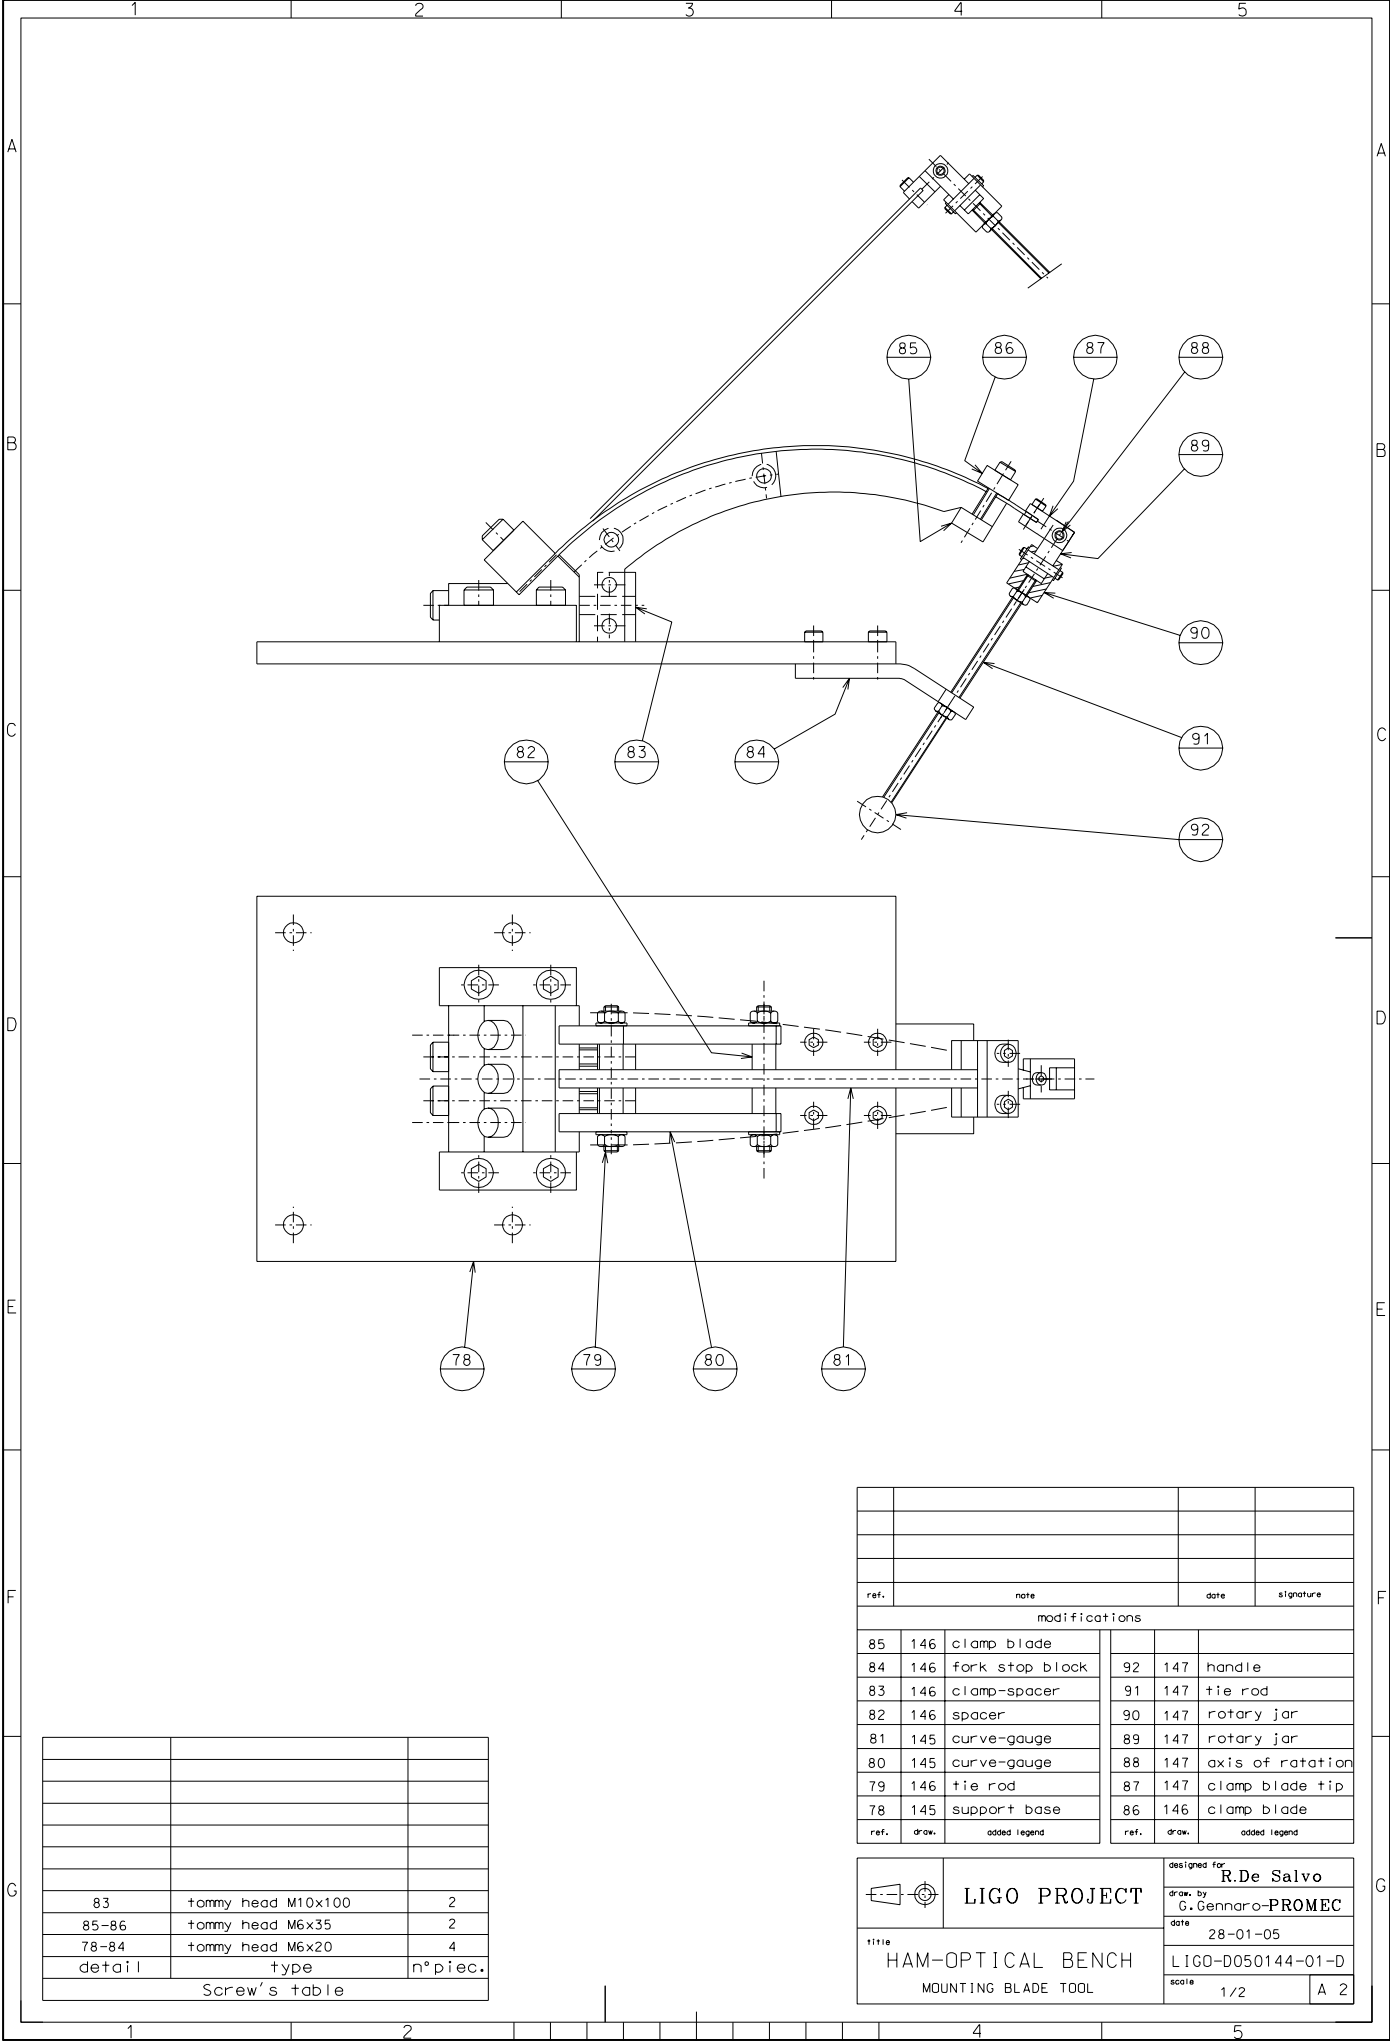 1 2 3 4 5
A A
85 86 87 88
B B
89
90
C C
82 83 84 91
92
D D
E E
78 79 80 81
F F
ref. note date signature
modifications
85 146 clamp blade
84 146 fork stop block 92 147 handle
83 146 clamp-spacer 91 147 tie rod
82 146 spacer 90 147 rotary jar
81 145 curve-gauge 89 147 rotary jar
80 145 curve-gauge 88 147 axis of ratation
79 146 tie rod 87 147 clamp blade tip
78 145 support base 86 146 clamp blade
ref. draw. added legend ref. draw. added legend
G G
83 tommy head M10x100 2
85-86 tommy head M6x35 2
78-84 tommy head M6x20 4
detail type n°piec.
Screw's table
LIGO PROJECT
designed for R.De Salvo
draw. by G.Gennaro-PROMEC
date 28-01-05
title
HAM-OPTICAL BENCH
MOUNTING BLADE TOOL
LIGO-D050144-01-D
scale 1/2 A 2
1 2 4 5